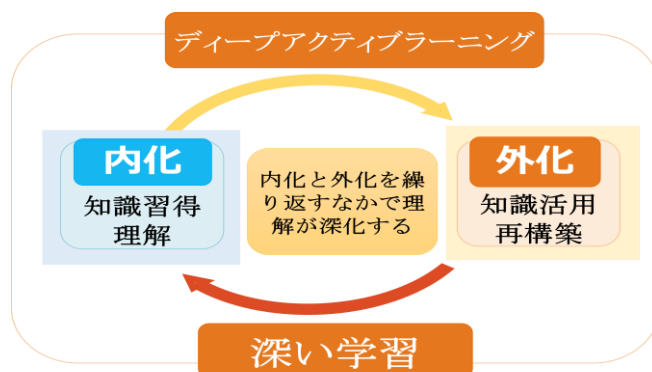 ディープアクティブラーニング
内化
知識習得
理解
内化と外化を繰
り返すなかで理
解が深化する
外化
知識活用
再構築
深い学習